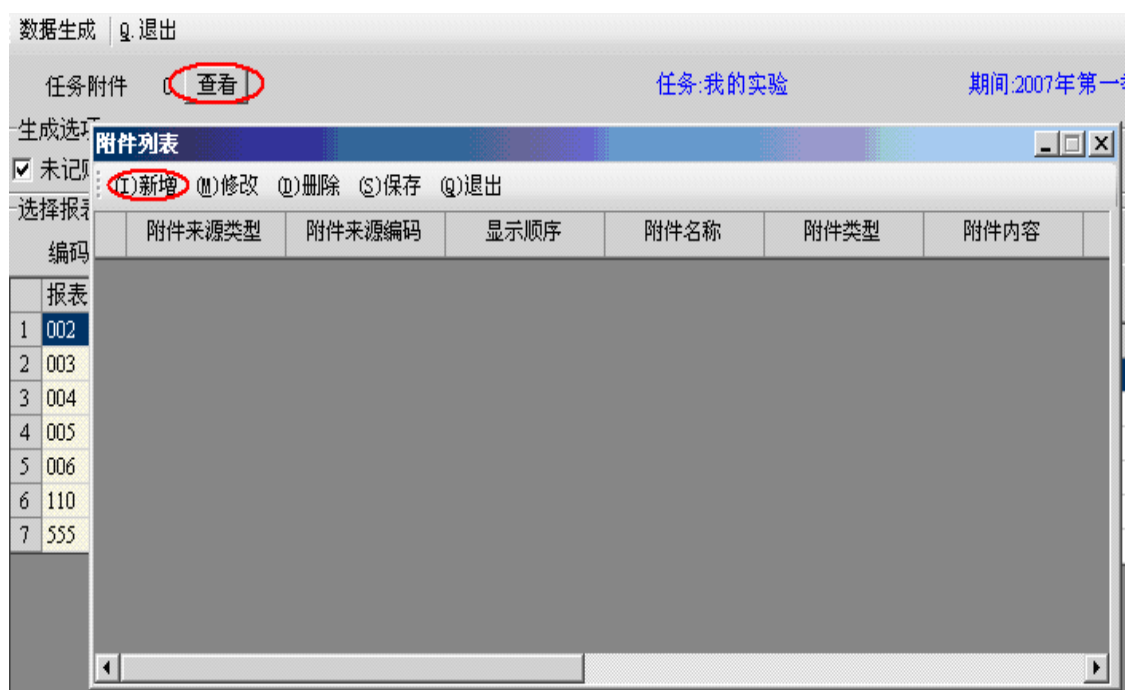 数据生成 Q.退出
任务附件 0 查看 任务:我的实验 期间:2007年第一
生成选项
附件列表
未记
(I)新增 (M)修改 (D)删除 (S)保存 (Q)退出
选择报
附件来源类型 附件来源编码 显示顺序 附件名称 附件类型 附件内容
编码
报表
1 002
2 003
3 004
4 005
5 006
6 110
7 555